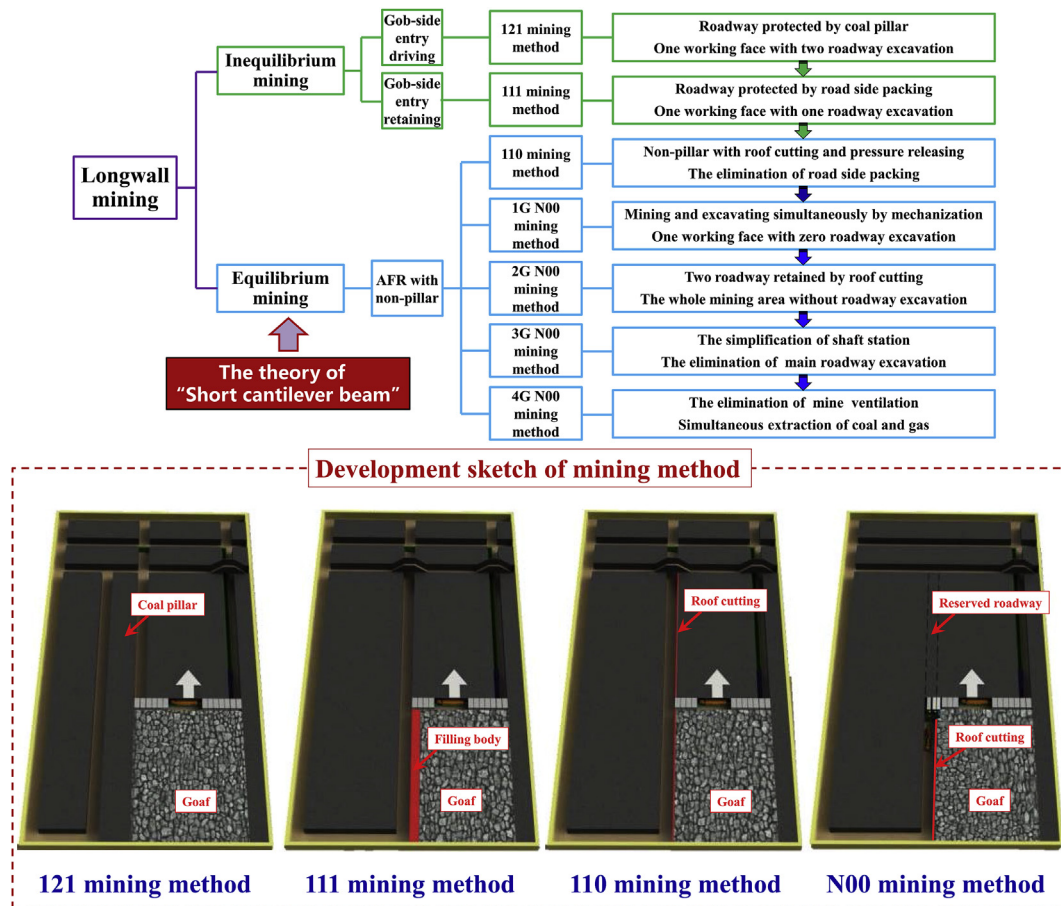 Longwall
mining
Inequilibrium
mining
Equilibrium
mining
The theory of
“Short cantilever beam”
Gob-side
entry
driving
Gob-side
entry
retaining
AFR with
non-pillar
121 mining
method
Roadway protected by coal pillar
One working face with two roadway excavation
111 mining
method
Roadway protected by road side packing
One working face with one roadway excavation
110 mining
method
Non-pillar with roof cutting and pressure releasing
The elimination of road side packing
1G N00
mining
method
Mining and excavating simultaneously by mechanization
One working face with zero roadway excavation
2G N00
mining
method
Two roadway retained by roof cutting
The whole mining area without roadway excavation
3G N00
mining
method
The simplification of shaft station
The elimination of main roadway excavation
4G N00
mining
method
The elimination of mine ventilation
Simultaneous extraction of coal and gas
Development sketch of mining method
Coal pillar
Goaf
121 mining method
Filling body
Goaf
111 mining method
Roof cutting
Goaf
110 mining method
Reserved roadway
Roof cutting
Goaf
N00 mining method